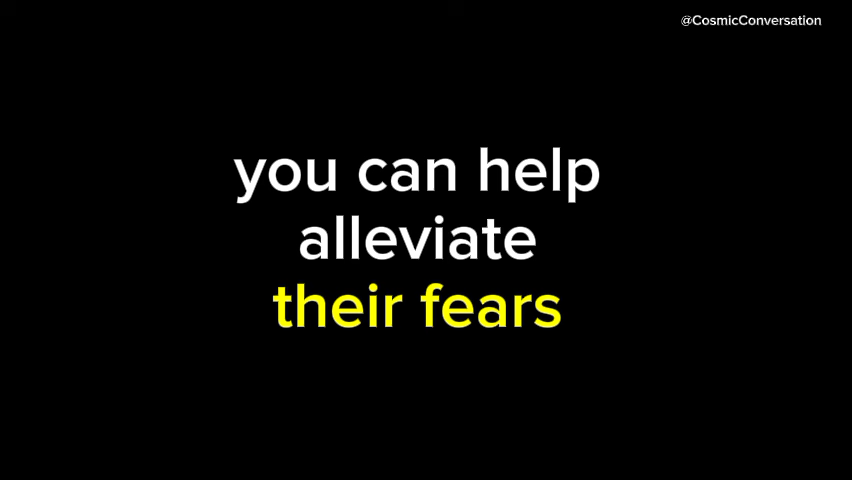 @CosmicConversation
you can help
alleviate
their fears